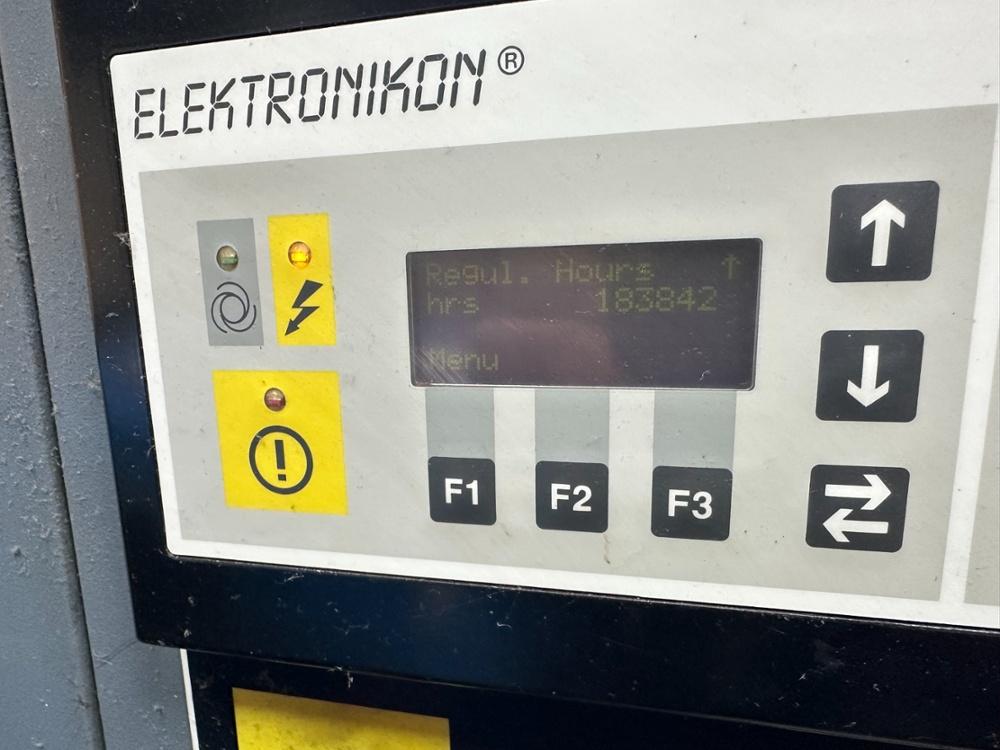 ELEKTRONIKON®
Regul. Hours ↑
hrs 183842
Menu
F1 F2 F3